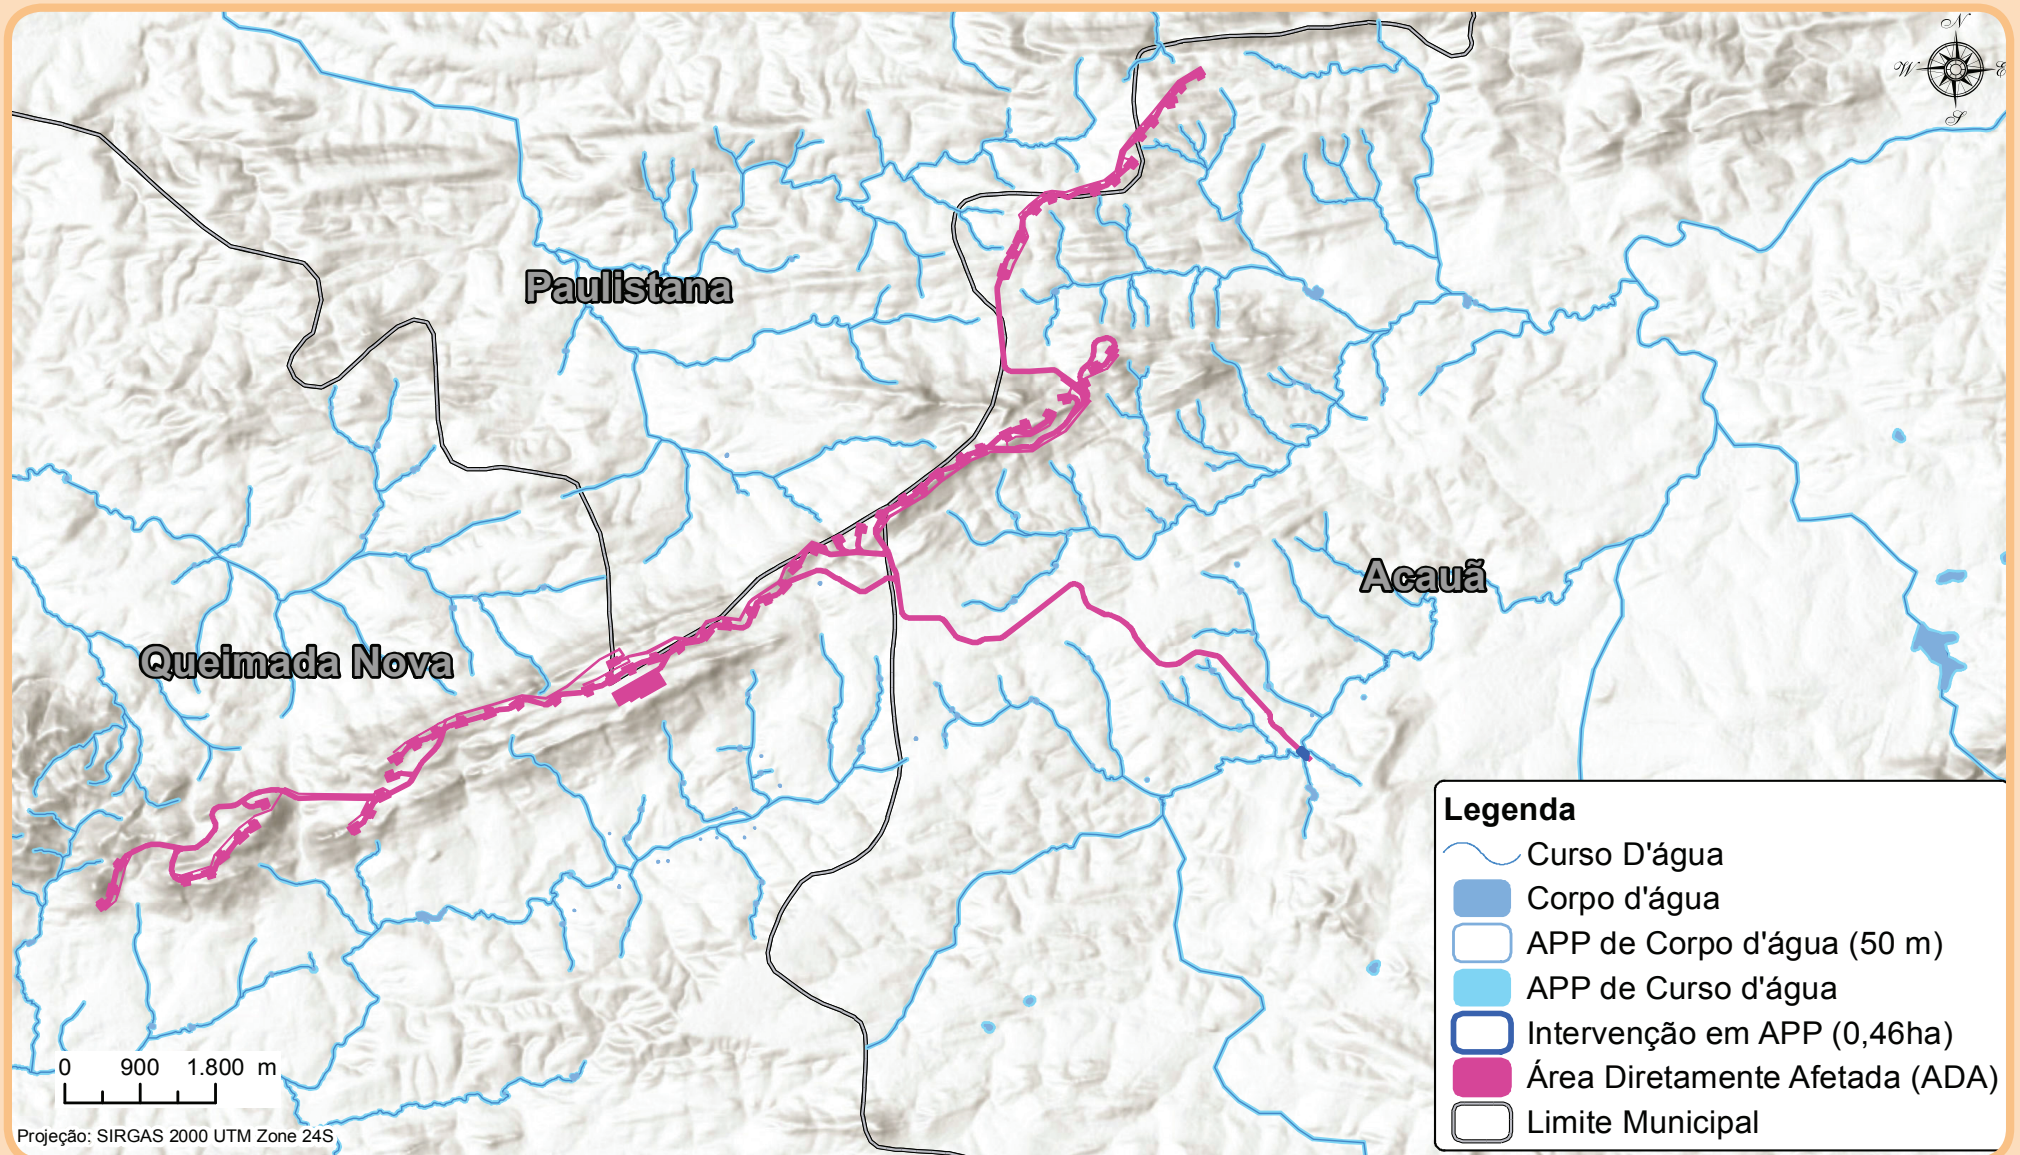 N
W
E
S
Paulistana
Acauã
Queimada Nova
Legenda
Curso D'água
Corpo d'água
APP de Corpo d'água (50 m)
APP de Curso d'água
Intervenção em APP (0,46ha)
Área Diretamente Afetada (ADA)
Limite Municipal
0 900 1.800 m
Projeção: SIRGAS 2000 UTM Zone 24S